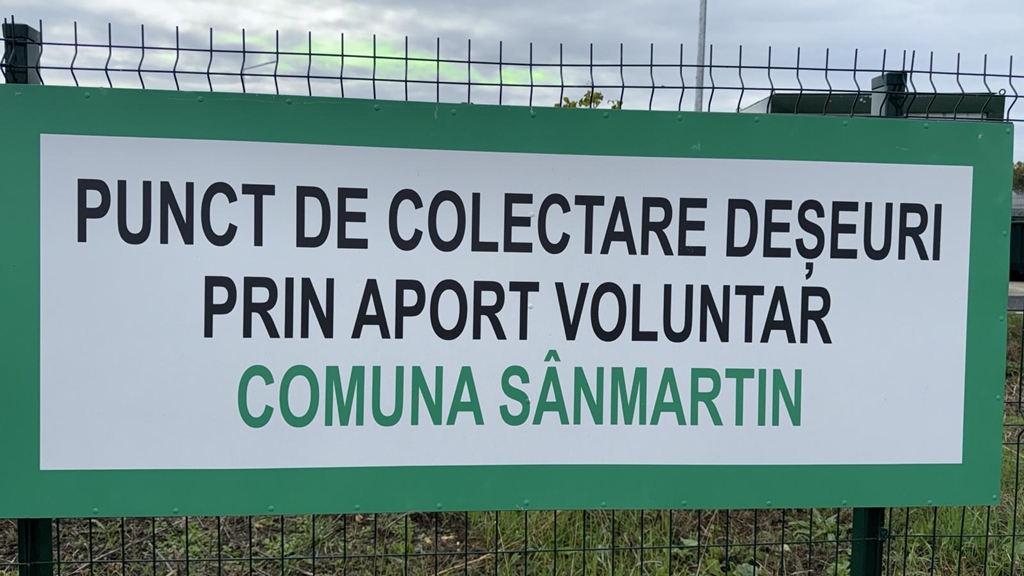 PUNCT DE COLECTARE DEȘEURI
PRIN APORT VOLUNTAR
COMUNA SÂNMARTIN